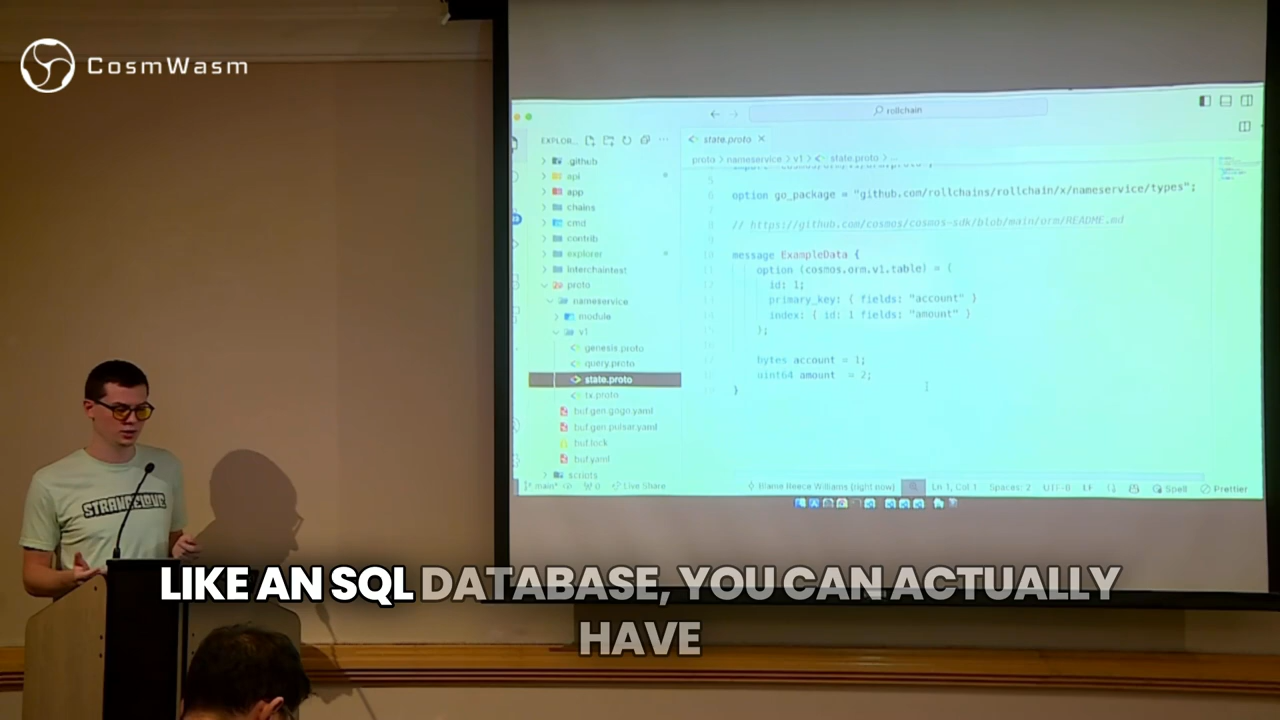 CosmWasm
rollchain
EXPLOR...
state.proto
.github
api
app
chains
cmd
contrib
explorer
interchaintest
proto
nameservice
module
v1
genesis.proto
query.proto
state.proto
tx.proto
buf.gen.gogo.yaml
buf.gen.pulsar.yaml
buf.lock
buf.yaml
scripts
proto > nameservice > v1 > state.proto > ...
5
6 option go_package = "github.com/rollchains/rollchain/x/nameservice/types";
// https://github.com/cosmos/cosmos-sdk/blob/main/orm/README.md
message ExampleData {
option (cosmos.orm.v1.table) = {
id: 1;
primary_key: { fields: "account" }
index: { id: 1 fields: "amount" }
};
bytes account = 1;
uint64 amount = 2;
}
main* Live Share Blame Reece Williams (right now) Ln 1, Col 1 Spaces: 2 UTF-8 LF Spell Prettier
STRANGELOVE
LIKE AN SQL DATABASE, YOU CAN ACTUALLY
HAVE